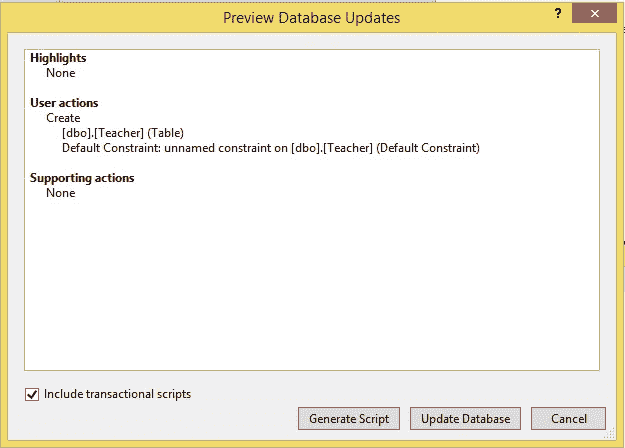 Preview Database Updates
?
Highlights
None
User actions
Create
[dbo].[Teacher] (Table)
Default Constraint: unnamed constraint on [dbo].[Teacher] (Default Constraint)
Supporting actions
None
Include transactional scripts
Generate Script
Update Database
Cancel